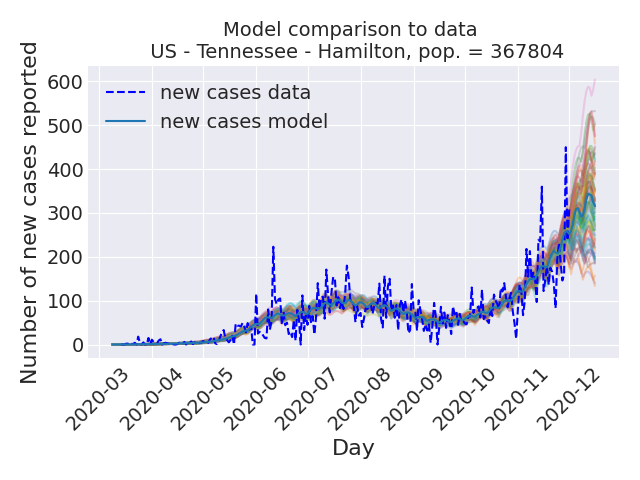 Model comparison to data
US - Tennessee - Hamilton, pop. = 367804
Number of new cases reported
600
500
400
300
200
100
0
new cases data
new cases model
2020-03
2020-04
2020-05
2020-06
2020-07
2020-08
2020-09
2020-10
2020-11
2020-12
Day